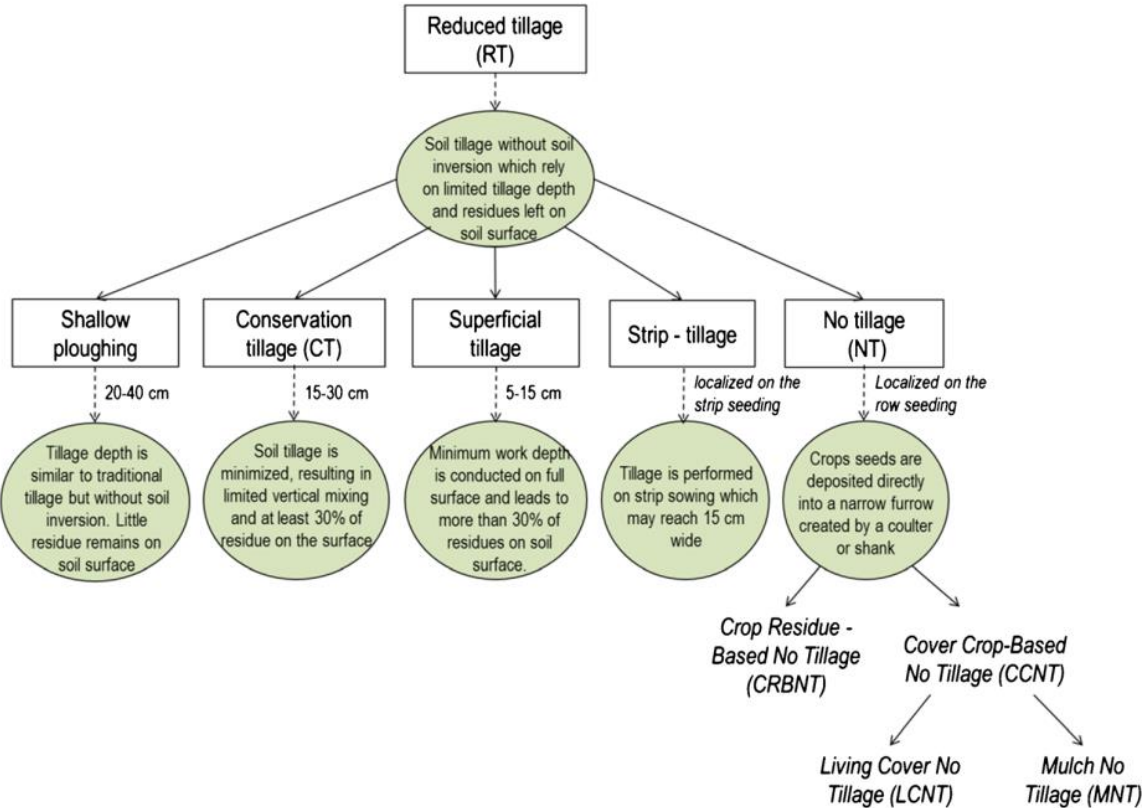 Reduced tillage
(RT)
Soil tillage without soil
inversion which rely
on limited tillage depth
and residues left on
soil surface
Shallow
ploughing
Conservation
tillage (CT)
Superficial
tillage
Strip - tillage
No tillage
(NT)
20-40 cm
15-30 cm
5-15 cm
localized on the
strip seeding
Localized on the
row seeding
Tillage depth is
similar to traditional
tillage but without soil
inversion. Little
residue remains on
soil surface
Soil tillage is
minimized, resulting in
limited vertical mixing
and at least 30% of
residue on the surface
Minimum work depth
is conducted on full
surface and leads to
more than 30% of
residues on soil
surface.
Tillage is performed
on strip sowing which
may reach 15 cm
wide
Crops seeds are
deposited directly
into a narrow furrow
created by a coulter
or shank
Crop Residue -
Based No Tillage
(CRBNT)
Cover Crop-Based
No Tillage (CCNT)
Living Cover No
Tillage (LCNT)
Mulch No
Tillage (MNT)